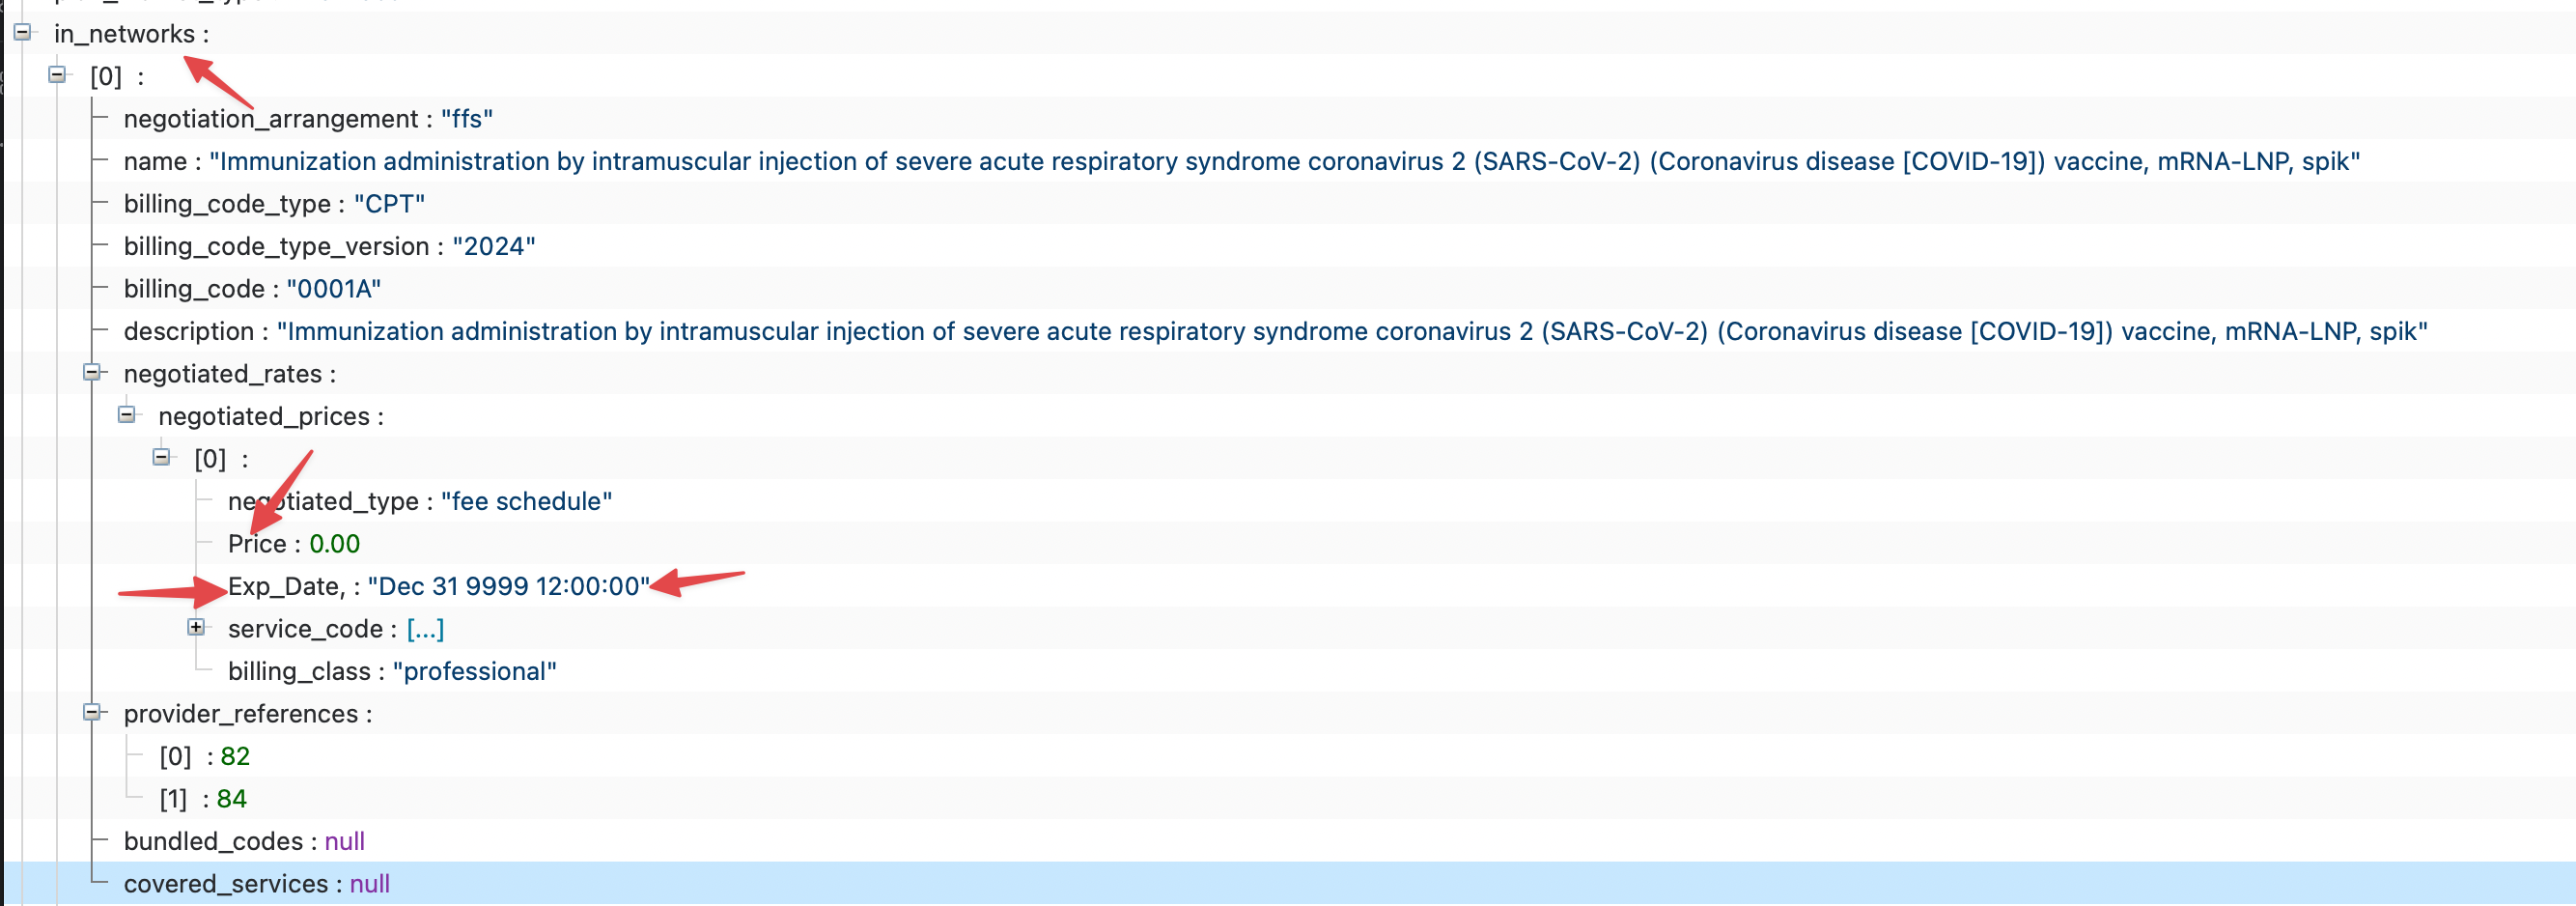 in_networks :
[0] :
negotiation_arrangement : "ffs"
name : "Immunization administration by intramuscular injection of severe acute respiratory syndrome coronavirus 2 (SARS-CoV-2) (Coronavirus disease [COVID-19]) vaccine, mRNA-LNP, spik"
billing_code_type : "CPT"
billing_code_type_version : "2024"
billing_code : "0001A"
description : "Immunization administration by intramuscular injection of severe acute respiratory syndrome coronavirus 2 (SARS-CoV-2) (Coronavirus disease [COVID-19]) vaccine, mRNA-LNP, spik"
negotiated_rates :
negotiated_prices :
[0] :
negotiated_type : "fee schedule"
Price : 0.00
Exp_Date, : "Dec 31 9999 12:00:00"
service_code : [...]
billing_class : "professional"
provider_references :
[0] : 82
[1] : 84
bundled_codes : null
covered_services : null